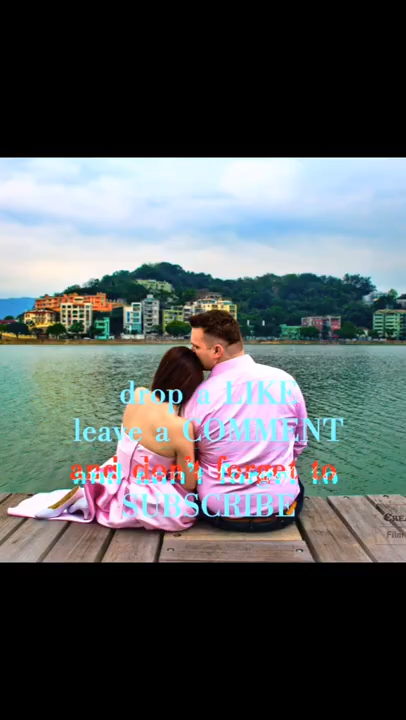 drop a LIKE
leave a COMMENT
and don't forget to
SUBSCRIBE